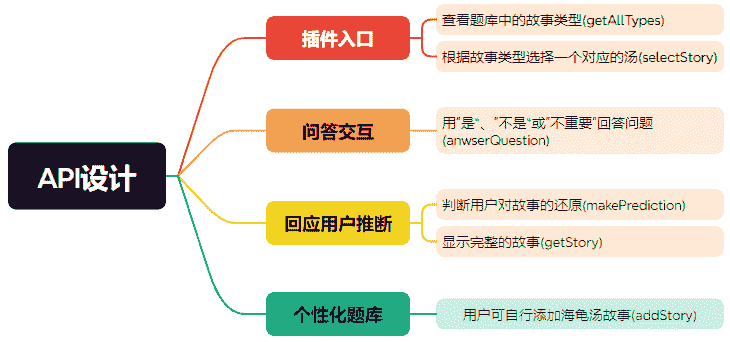 API设计
插件入口
查看题库中的故事类型(getAllTypes)
根据故事类型选择一个对应的汤(selectStory)
问答交互
用"是"、"不是"或"不重要"回答问题
(anwserQuestion)
回应用户推断
判断用户对故事的还原(makePrediction)
显示完整的故事(getStory)
个性化题库
用户可自行添加海龟汤故事(addStory)